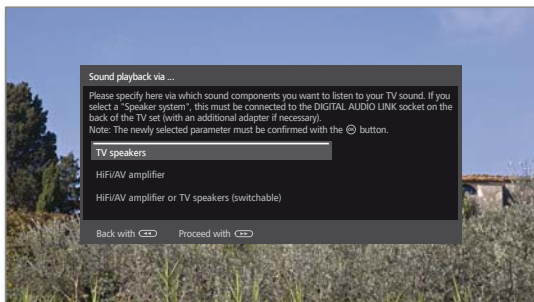 Sound playback via ...
Please specify here via which sound components you want to listen to your TV sound. If you
select a "Speaker system", this must be connected to the DIGITAL AUDIO LINK socket on the
back of the TV set (with an additional adapter if necessary).
Note: The newly selected parameter must be confirmed with the OK button.
TV speakers
HiFi/AV amplifier
HiFi/AV amplifier or TV speakers (switchable)
Back with ◄◄ Proceed with ►►